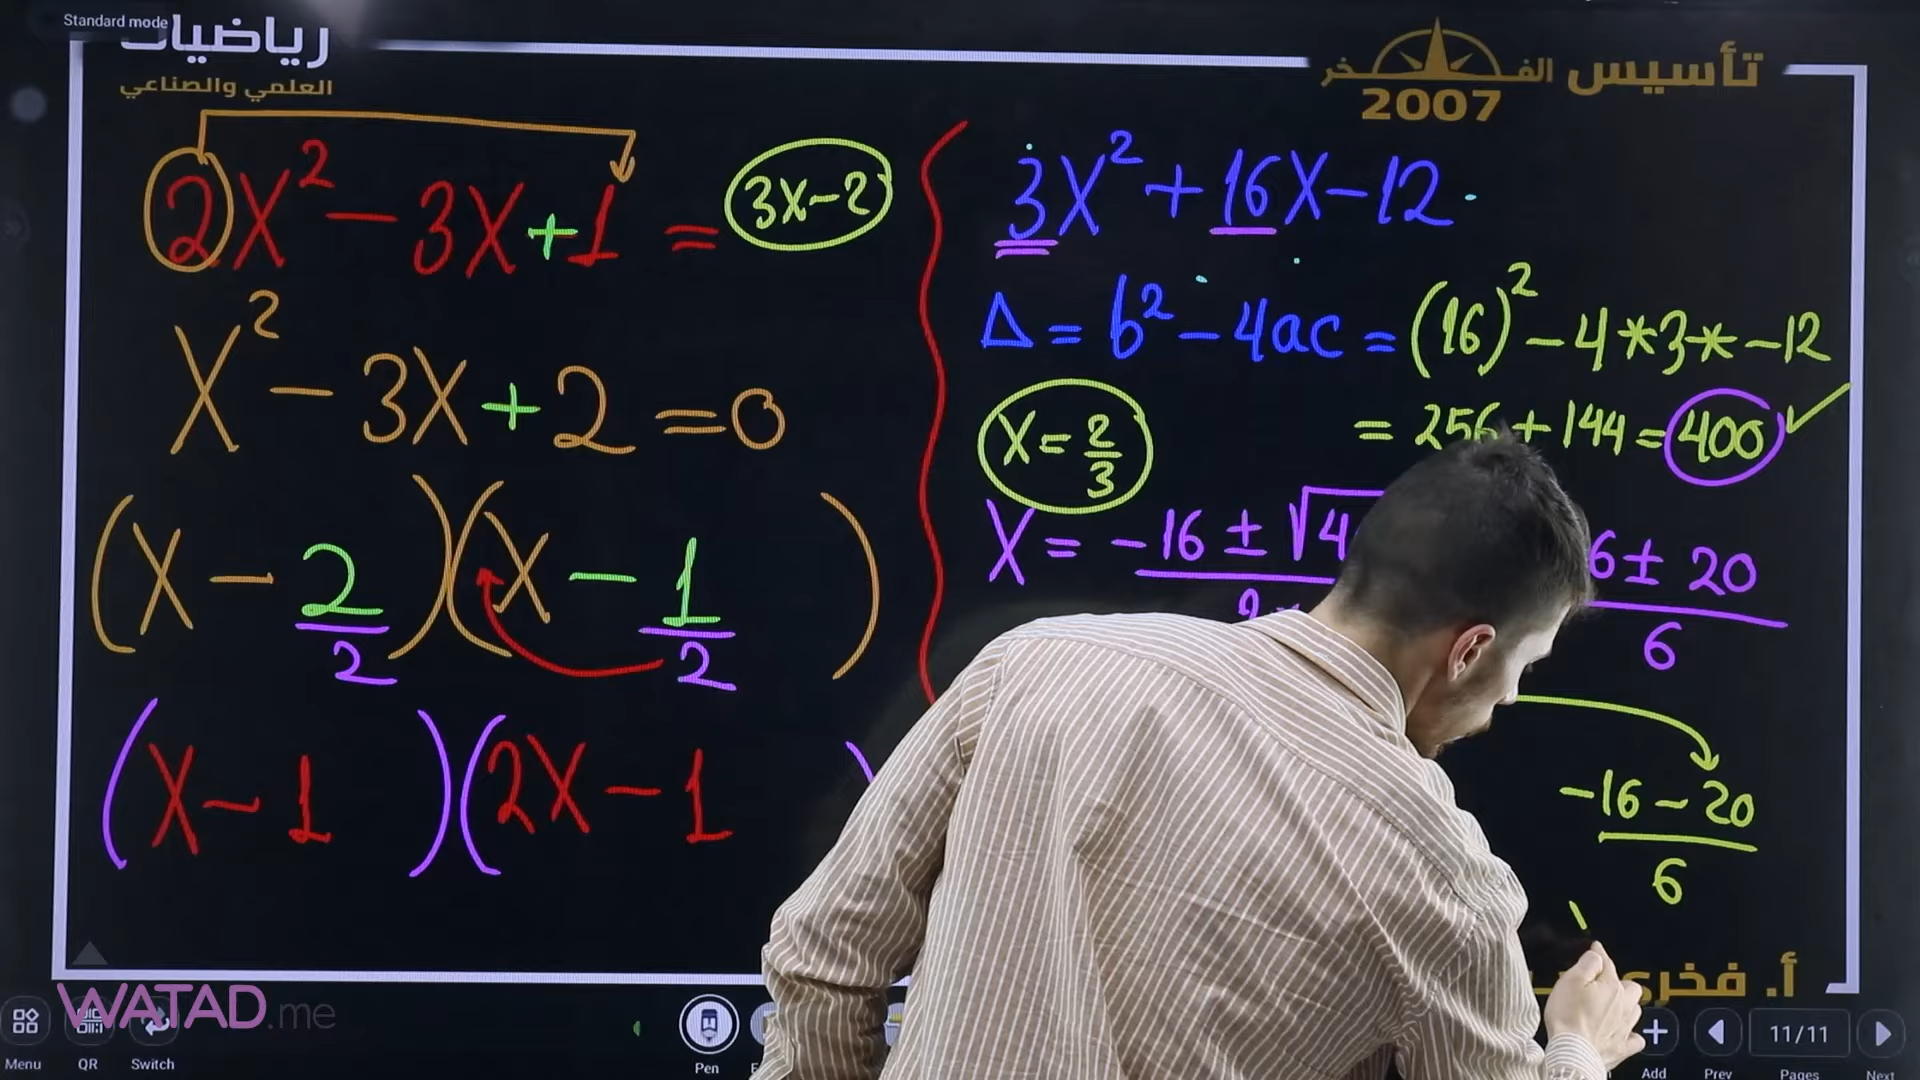 Standard mode
رياضيات
العلمي والصناعي
تأسيس الفخر
2007
2X² - 3X + 1 =
3X-2
X² - 3X + 2 = 0
(X - 2/2)(X - 1/2)
(X - 1)(2X - 1)
3X² + 16X - 12
Δ = b² - 4ac = (16)² - 4*3* -12
= 256 + 144 = 400 ✓
X = 2/3
X = -16 ± √4
6 ± 20
6
-16 - 20
6
أ. فخري
WATAD.me
Menu
QR
Switch
Pen
Add
Prev
11/11
Pages
Next